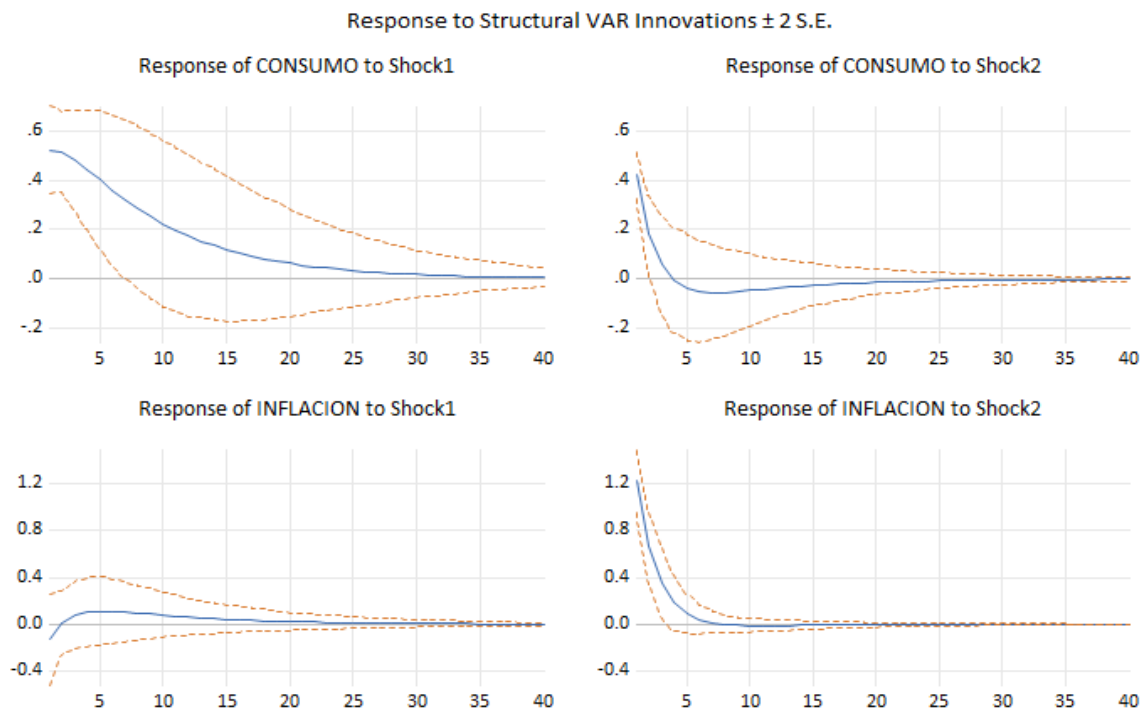 Response to Structural VAR Innovations ± 2 S.E.
Response of CONSUMO to Shock1
.6
.4
.2
.0
-.2
5 10 15 20 25 30 35 40
Response of CONSUMO to Shock2
.6
.4
.2
.0
-.2
5 10 15 20 25 30 35 40
Response of INFLACION to Shock1
1.2
0.8
0.4
0.0
-0.4
5 10 15 20 25 30 35 40
Response of INFLACION to Shock2
1.2
0.8
0.4
0.0
-0.4
5 10 15 20 25 30 35 40